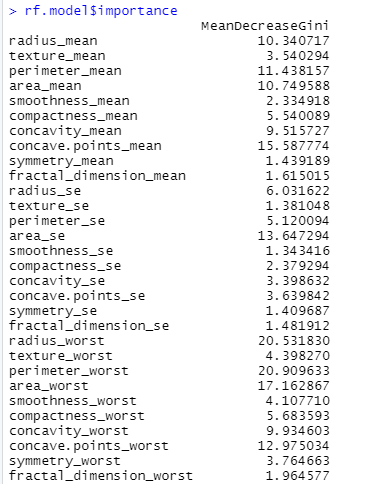 > rf.model$importance
MeanDecreaseGini
radius_mean 10.340717
texture_mean 3.540294
perimeter_mean 11.438157
area_mean 10.749588
smoothness_mean 2.334918
compactness_mean 5.540089
concavity_mean 9.515727
concave.points_mean 15.587774
symmetry_mean 1.439189
fractal_dimension_mean 1.615015
radius_se 6.031622
texture_se 1.381048
perimeter_se 5.120094
area_se 13.647294
smoothness_se 1.343416
compactness_se 2.379294
concavity_se 3.398632
concave.points_se 3.639842
symmetry_se 1.409687
fractal_dimension_se 1.481912
radius_worst 20.531830
texture_worst 4.398270
perimeter_worst 20.909633
area_worst 17.162867
smoothness_worst 4.107710
compactness_worst 5.683593
concavity_worst 9.934603
concave.points_worst 12.975034
symmetry_worst 3.764663
fractal_dimension_worst 1.964577